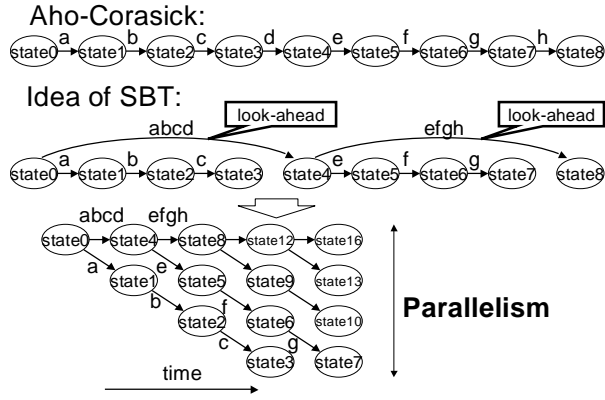 Aho-Corasick:
a b c d e f g h
state0 state1 state2 state3 state4 state5 state6 state7 state8
Idea of SBT:
look-ahead look-ahead
abcd efgh
a b c e f g
state0 state1 state2 state3 state4 state5 state6 state7 state8
abcd efgh
state0 state4 state8 state12 state16
a e
state1 state5 state9 state13
b f
state2 state6 state10
Parallelism
c g
state3 state7
time